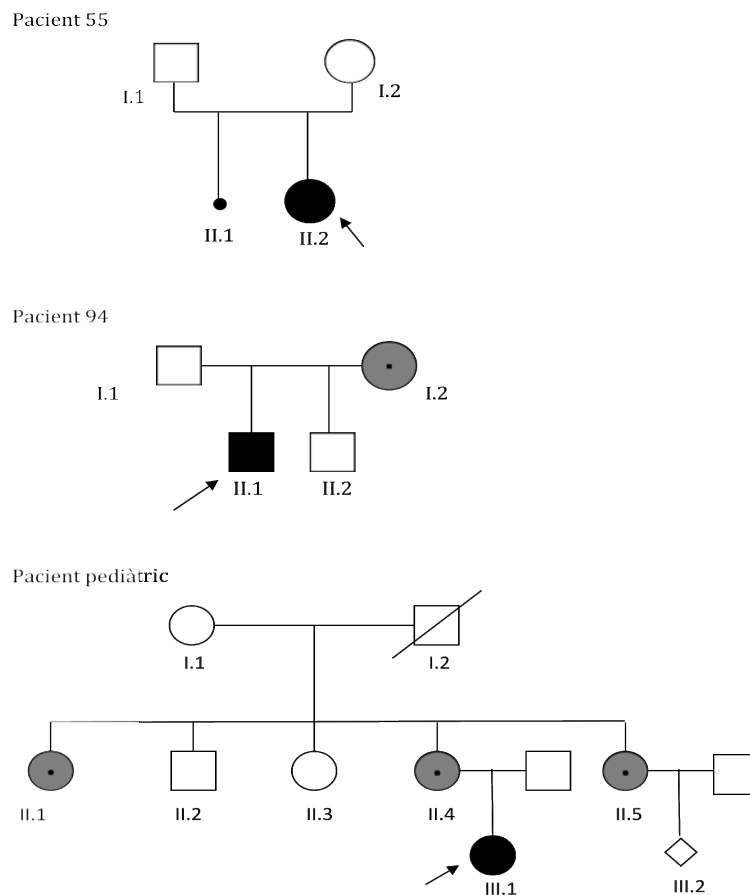 Pacient 55
I.1
I.2
II.1
II.2
Pacient 94
I.1
I.2
II.1
II.2
Pacient pediàtric
I.1
I.2
II.1
II.2
II.3
II.4
II.5
III.1
III.2